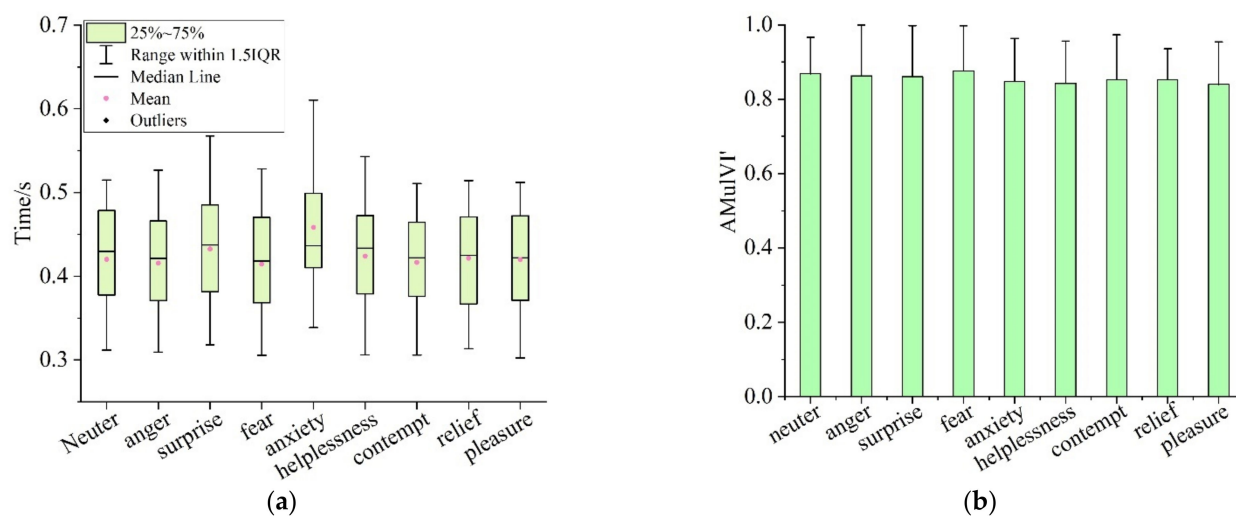 0.7
0.6
0.5
0.4
0.3
Time/s
25%~75%
Range within 1.5IQR
Median Line
Mean
Outliers
Neuter
anger
surprise
fear
anxiety
helplessness
contempt
relief
pleasure
(a)
1.0
0.8
0.6
0.4
0.2
0.0
AMulVI'
neuter
anger
surprise
fear
anxiety
helplessness
contempt
relief
pleasure
(b)